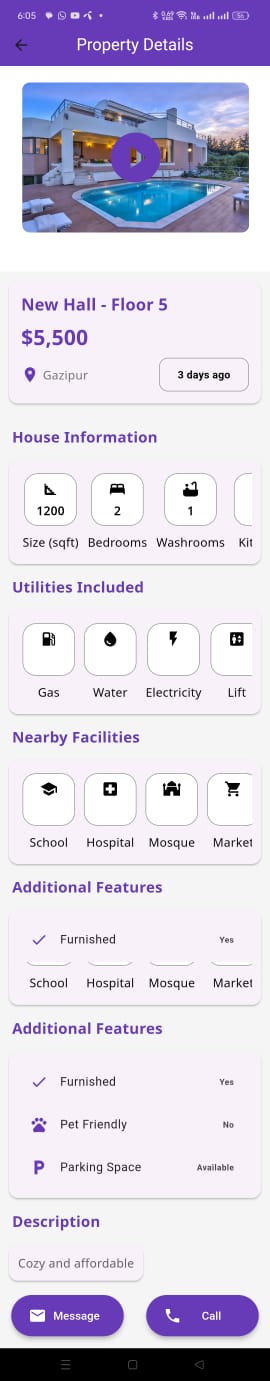 6:05
56
Property Details
New Hall - Floor 5
$5,500
Gazipur
3 days ago
House Information
1200
2
1
Size (sqft) Bedrooms Washrooms Kit
Utilities Included
Gas Water Electricity Lift
Nearby Facilities
School Hospital Mosque Market
Additional Features
Furnished Yes
School Hospital Mosque Market
Additional Features
Furnished Yes
Pet Friendly No
P Parking Space Available
Description
Cozy and affordable
Message Call